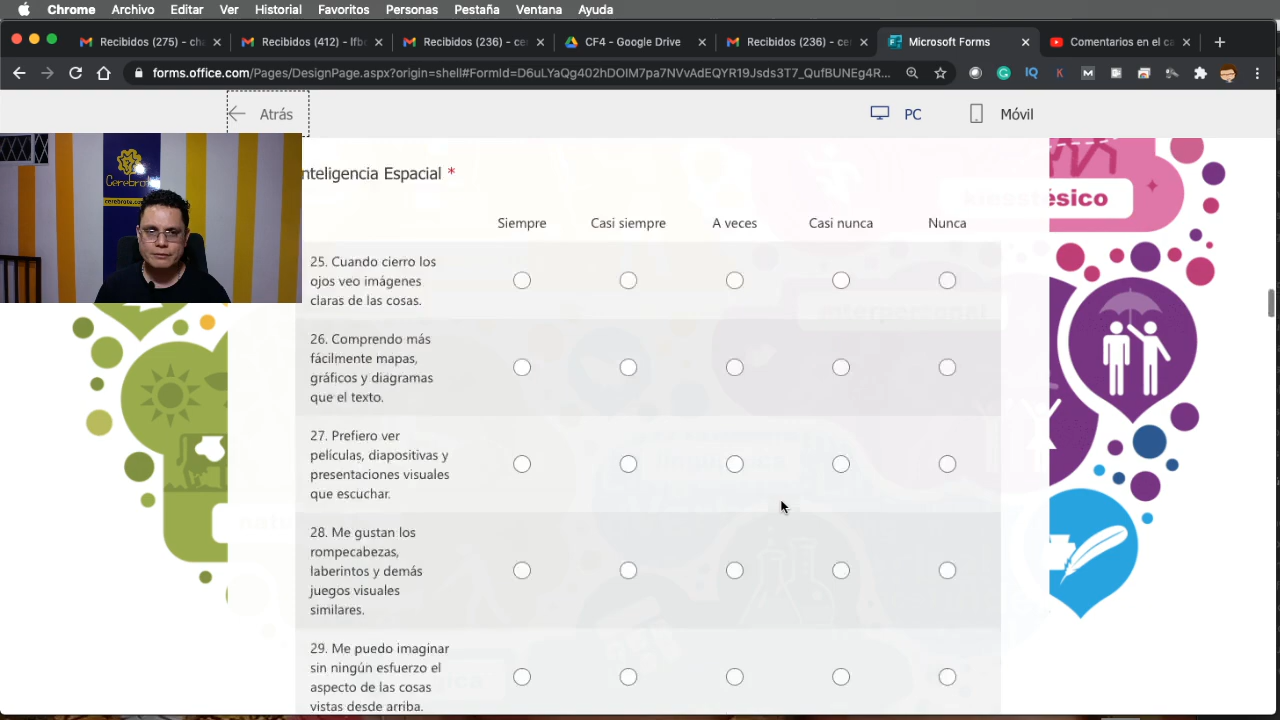 Chrome Archivo Editar Ver Historial Favoritos Personas Pestaña Ventana Ayuda
Recibidos (275) - ch
Recibidos (412) - lfbo
Recibidos (236) - ce
CF4 - Google Drive
Recibidos (236) - ce
Microsoft Forms
Comentarios en el ca
forms.office.com/Pages/DesignPage.aspx?origin=shell#FormId=D6uLYaQg402hDOIM7pa7NVvAdEQYR19Jsds3T7_QufBUNEg4R...
Atrás
PC
Móvil
Cerebrote
nteligencia Espacial *
kinestésico
Siempre Casi siempre A veces Casi nunca Nunca
25. Cuando cierro los
ojos veo imágenes
claras de las cosas.
26. Comprendo más
fácilmente mapas,
gráficos y diagramas
que el texto.
27. Prefiero ver
películas, diapositivas y
presentaciones visuales
que escuchar.
28. Me gustan los
rompecabezas,
laberintos y demás
juegos visuales
similares.
29. Me puedo imaginar
sin ningún esfuerzo el
aspecto de las cosas
vistas desde arriba.